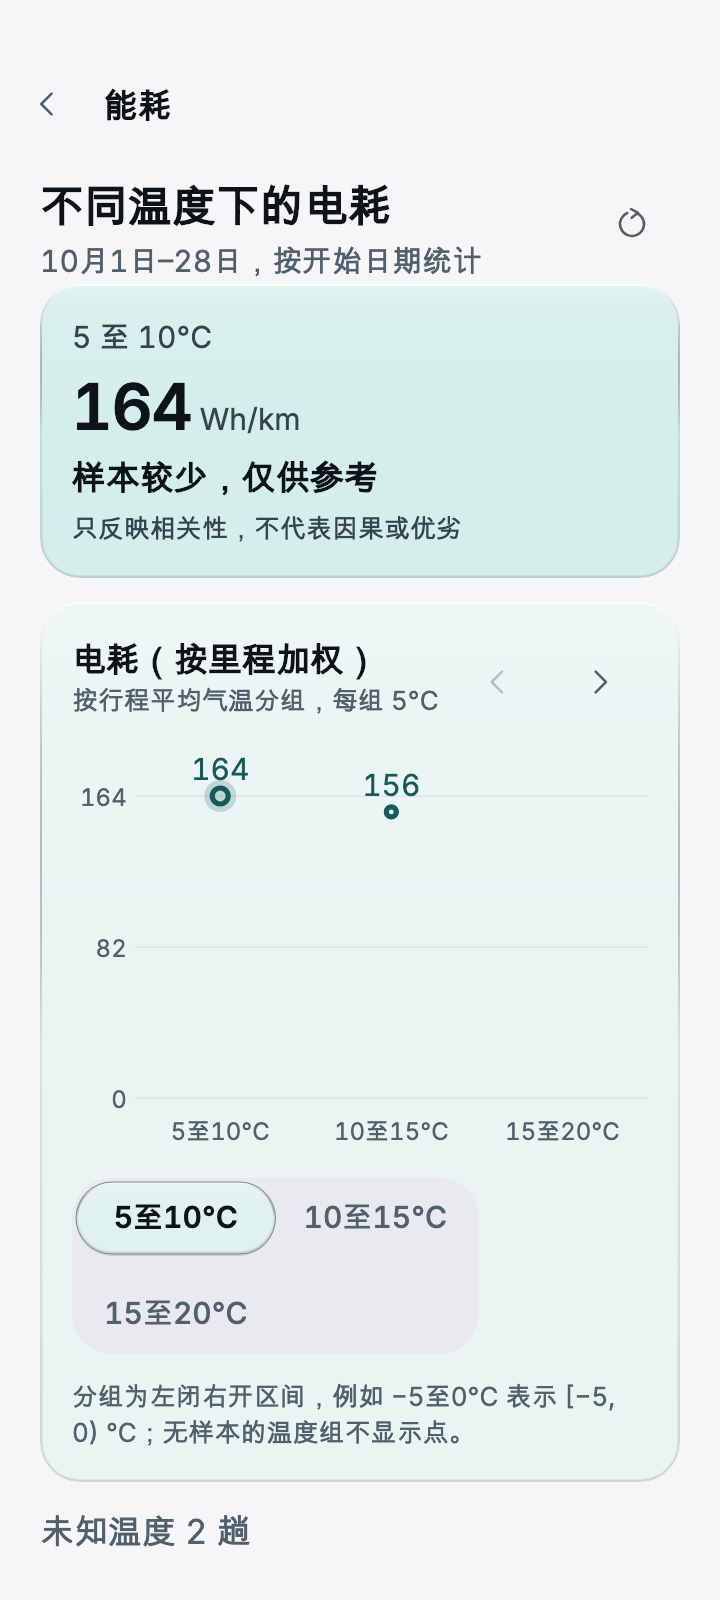 能耗
不同温度下的电耗
10月1日–28日，按开始日期统计
5 至 10°C
164 Wh/km
样本较少，仅供参考
只反映相关性，不代表因果或优劣
电耗（按里程加权）
按行程平均气温分组，每组 5°C
164
156
164
82
0
5至10°C
10至15°C
15至20°C
5至10°C
10至15°C
15至20°C
分组为左闭右开区间，例如 −5至0°C 表示 [−5,
0) °C；无样本的温度组不显示点。
未知温度 2 趟